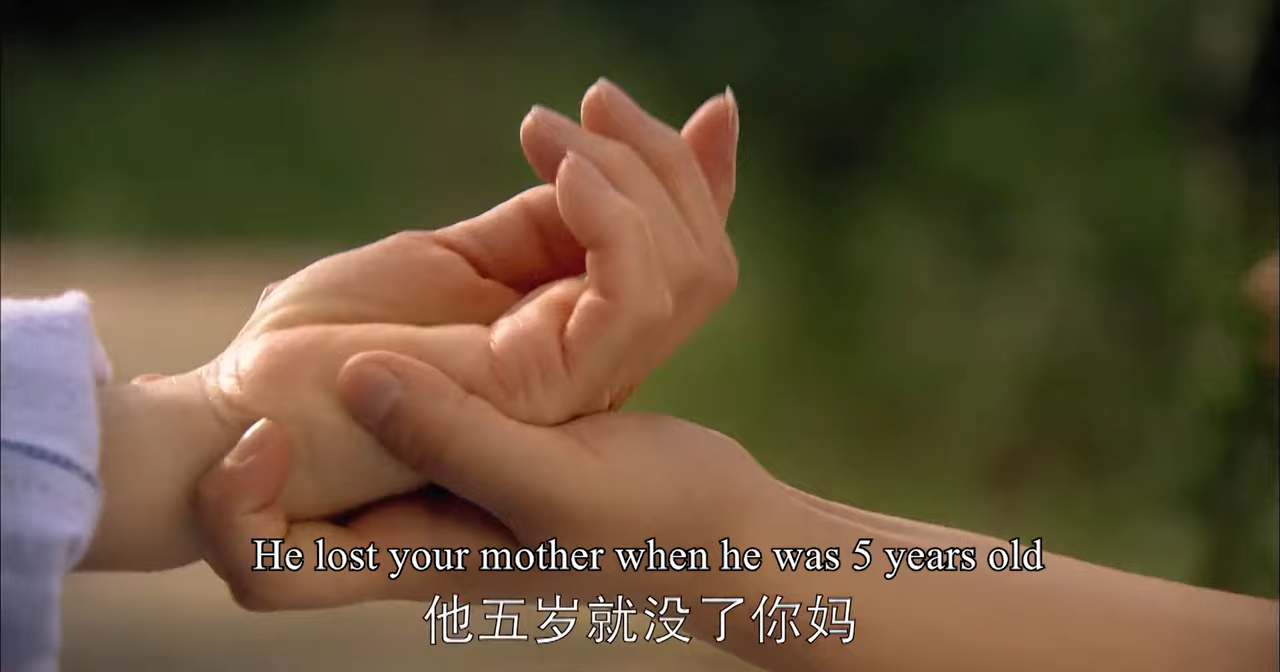 He lost your mother when he was 5 years old
他五岁就没了你妈